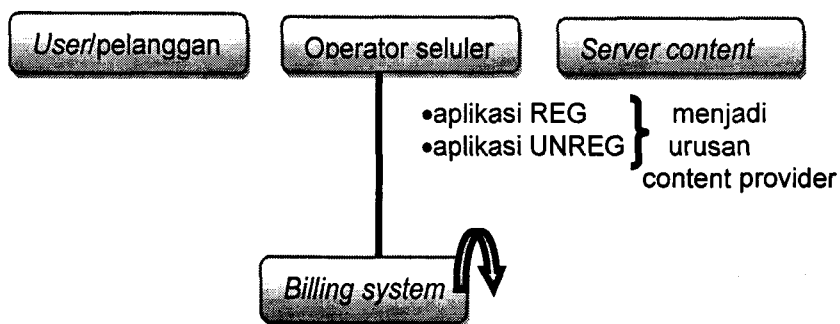 User/pelanggan
Operator seluler
Server content
•aplikasi REG
•aplikasi UNREG
menjadi
urusan
content provider
Billing system